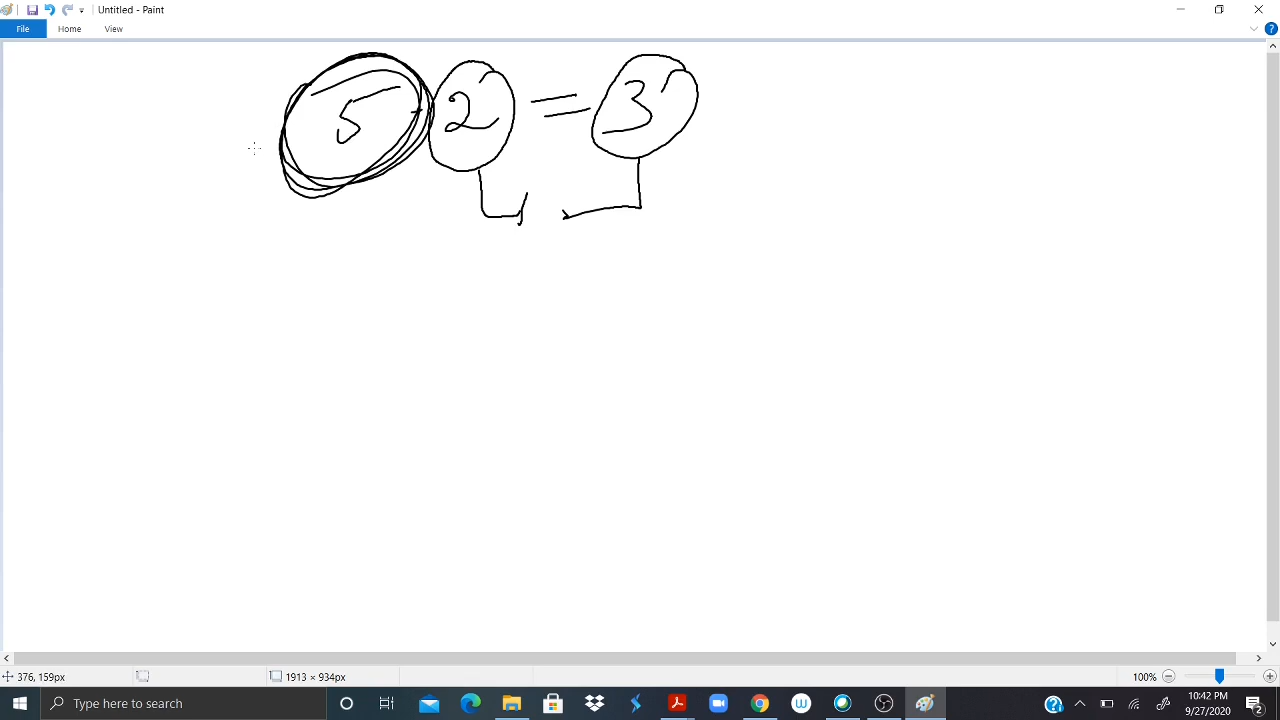 Untitled - Paint
File Home View
5 - 2 = 3
376, 159px 1913 × 934px 100%
Type here to search
10:42 PM
9/27/2020